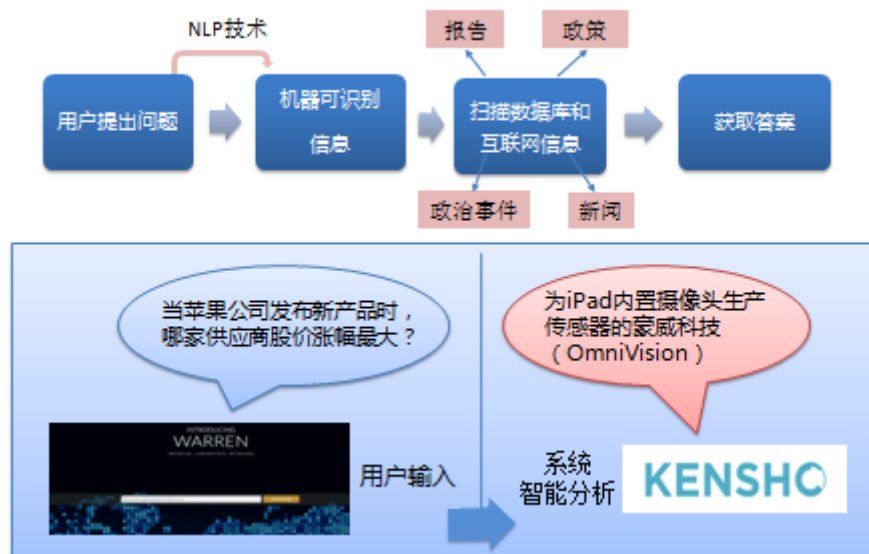 NLP技术
报告
政策
用户提出问题
机器可识别
信息
扫描数据库和
互联网信息
获取答案
政治事件
新闻
当苹果公司发布新产品时，
哪家供应商股价涨幅最大？
为iPad内置摄像头生产
传感器的豪威科技
（OmniVision）
INTRODUCING
WARREN
用户输入
系统
智能分析
KENSHO